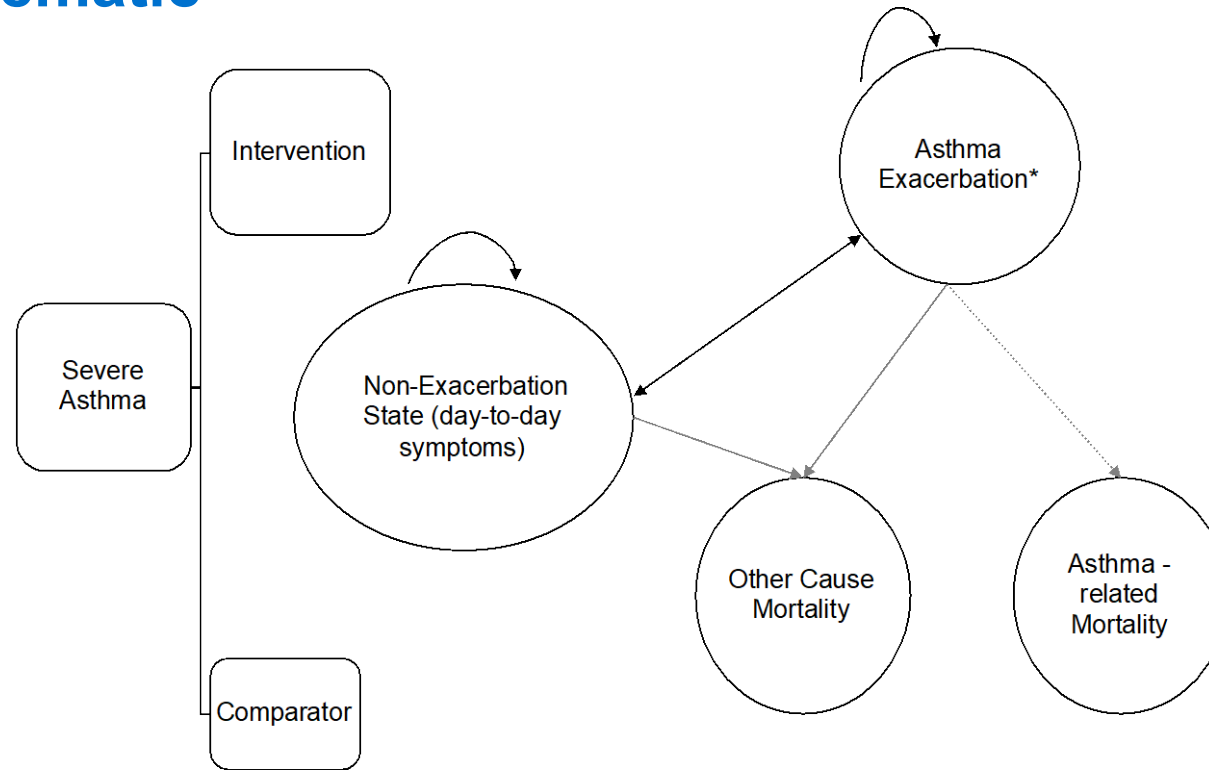 Intervention
Asthma
Exacerbation*
Severe
Asthma
Non-Exacerbation
State (day-to-day
symptoms)
Other Cause
Mortality
Asthma -
related
Mortality
Comparator